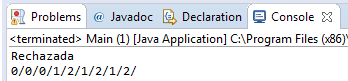 Problems @ Javadoc Declaration Console
<terminated> Main (1) [Java Application] C:\Program Files (x86)\
Rechazada
0/0/0/1/2/1/2/1/2/